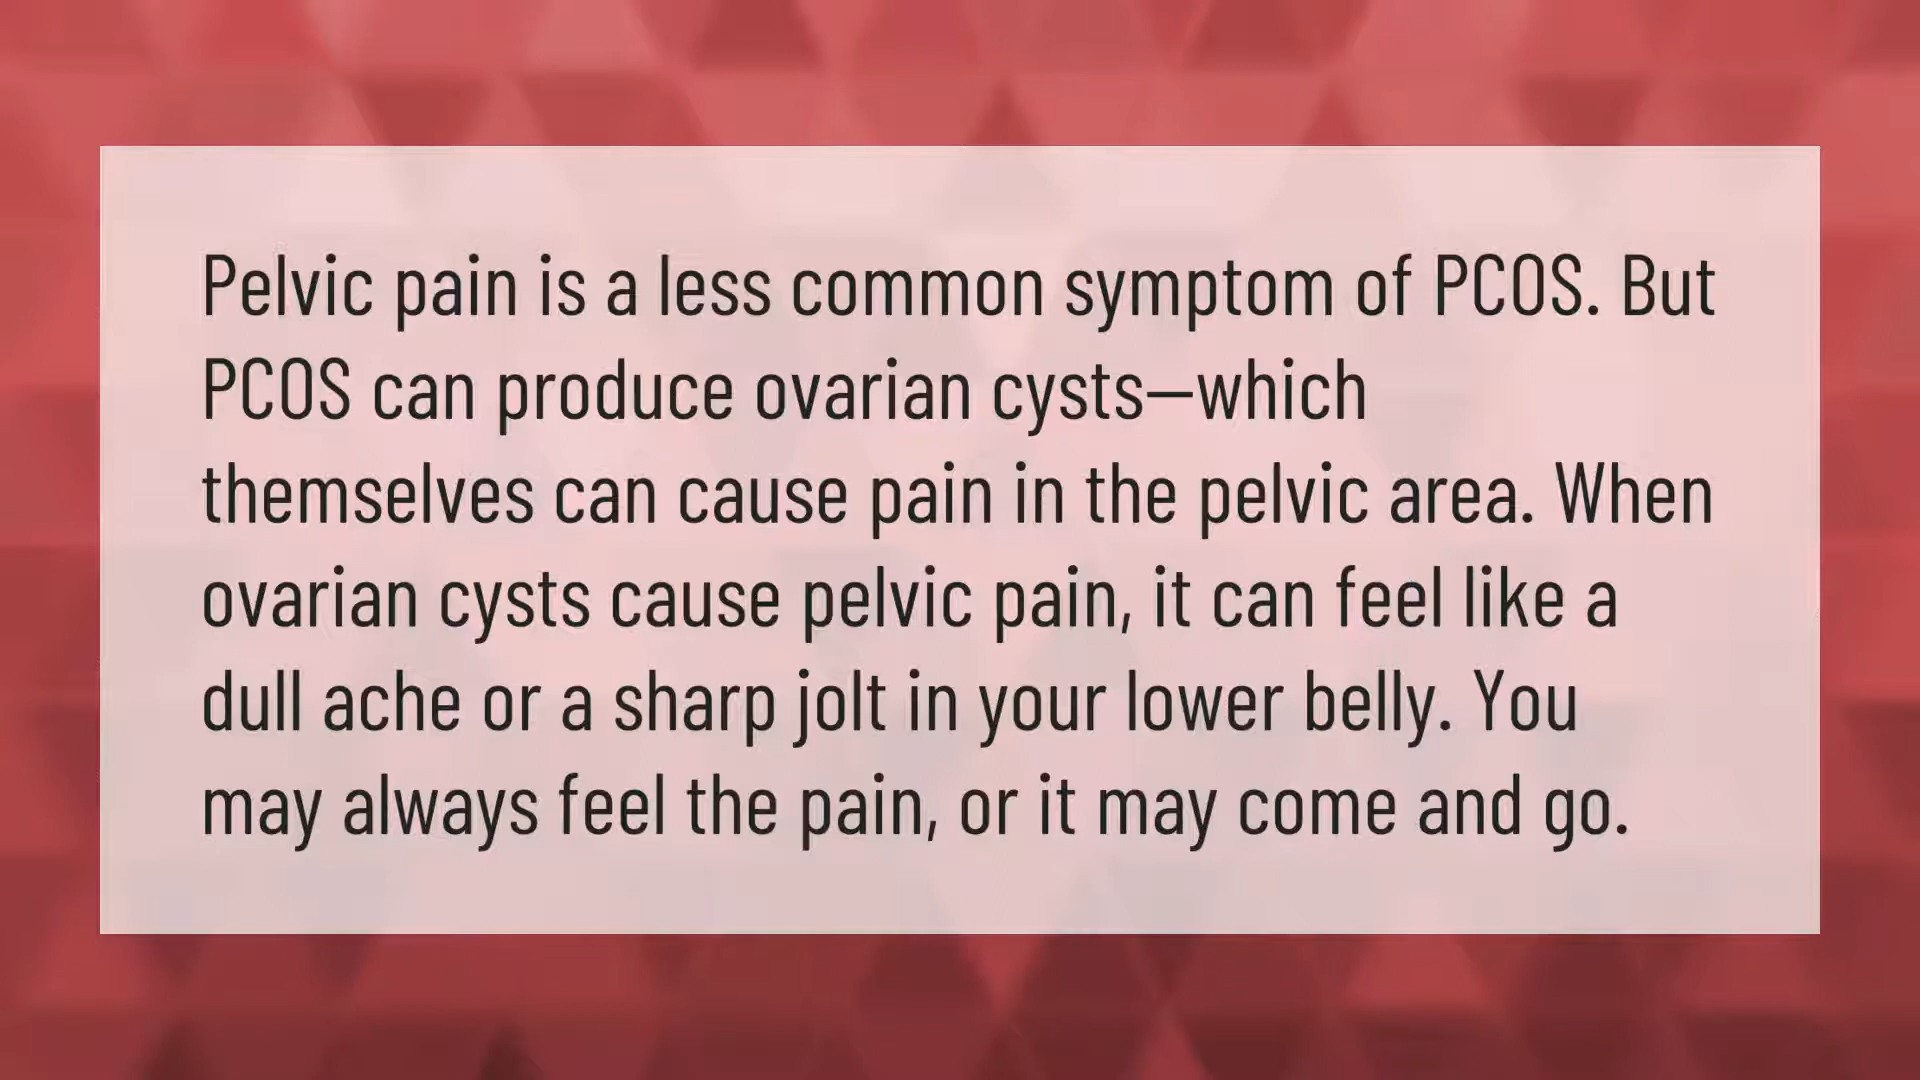 Pelvic pain is a less common symptom of PCOS. But
PCOS can produce ovarian cysts—which
themselves can cause pain in the pelvic area. When
ovarian cysts cause pelvic pain, it can feel like a
dull ache or a sharp jolt in your lower belly. You
may always feel the pain, or it may come and go.